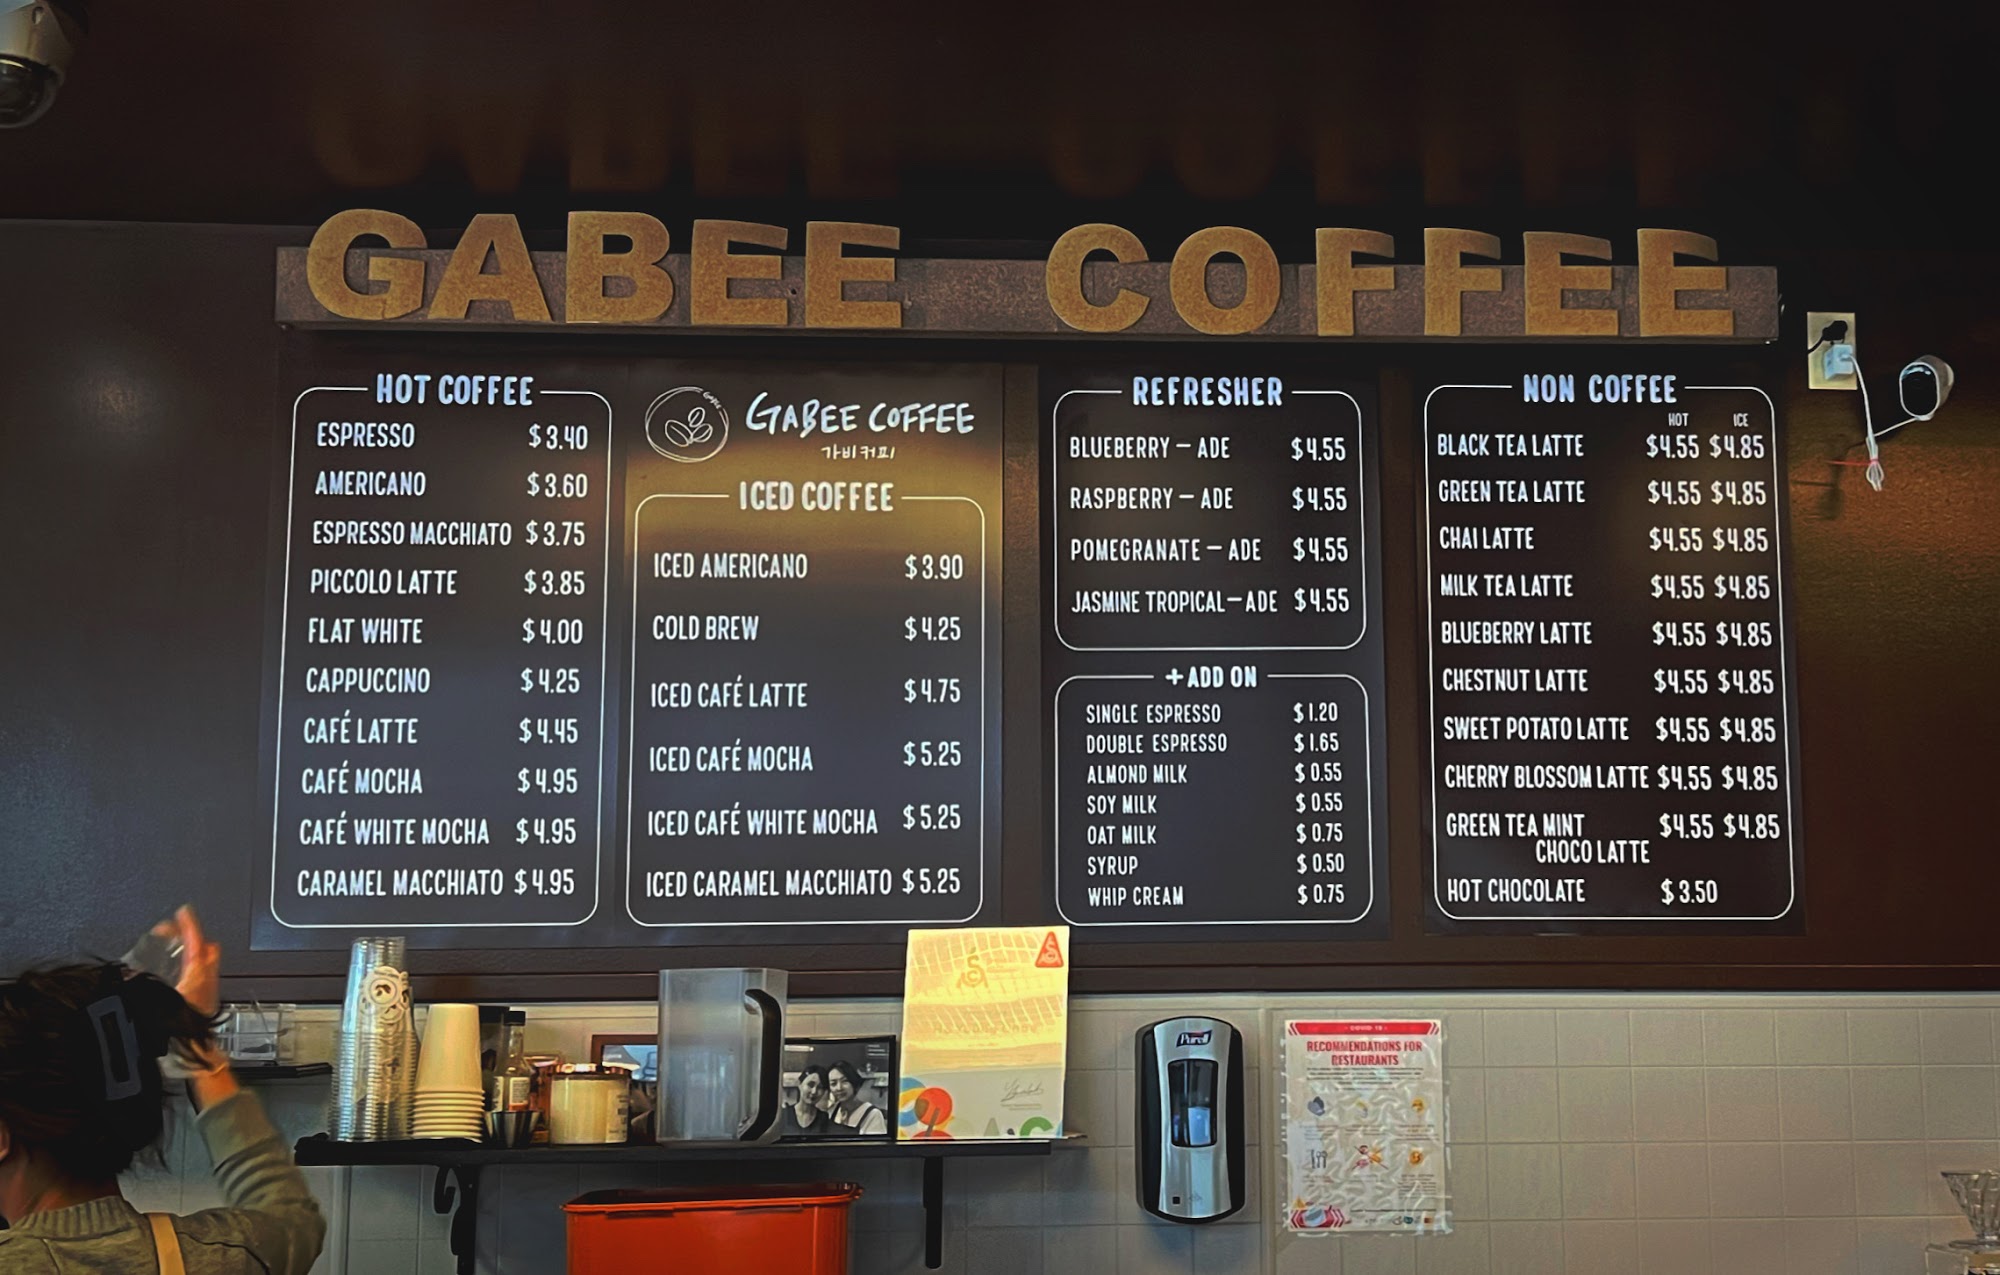 GABEE COFFEE
HOT COFFEE
ESPRESSO $3.40
AMERICANO $3.60
ESPRESSO MACCHIATO $3.75
PICCOLO LATTE $3.85
FLAT WHITE $4.00
CAPPUCCINO $4.25
CAFÉ LATTE $4.45
CAFÉ MOCHA $4.95
CAFÉ WHITE MOCHA $4.95
CARAMEL MACCHIATO $4.95
GABEE COFFEE
가비커피
ICED COFFEE
ICED AMERICANO $3.90
COLD BREW $4.25
ICED CAFÉ LATTE $4.75
ICED CAFÉ MOCHA $5.25
ICED CAFÉ WHITE MOCHA $5.25
ICED CARAMEL MACCHIATO $5.25
REFRESHER
BLUEBERRY – ADE $4.55
RASPBERRY – ADE $4.55
POMEGRANATE – ADE $4.55
JASMINE TROPICAL – ADE $4.55
+ ADD ON
SINGLE ESPRESSO $1.20
DOUBLE ESPRESSO $1.65
ALMOND MILK $0.55
SOY MILK $0.55
OAT MILK $0.75
SYRUP $0.50
WHIP CREAM $0.75
NON COFFEE
HOT ICE
BLACK TEA LATTE $4.55 $4.85
GREEN TEA LATTE $4.55 $4.85
CHAI LATTE $4.55 $4.85
MILK TEA LATTE $4.55 $4.85
BLUEBERRY LATTE $4.55 $4.85
CHESTNUT LATTE $4.55 $4.85
SWEET POTATO LATTE $4.55 $4.85
CHERRY BLOSSOM LATTE $4.55 $4.85
GREEN TEA MINT $4.55 $4.85
CHOCO LATTE
HOT CHOCOLATE $3.50
Purell
COVID 19
RECOMMENDATIONS FOR
RESTAURANTS